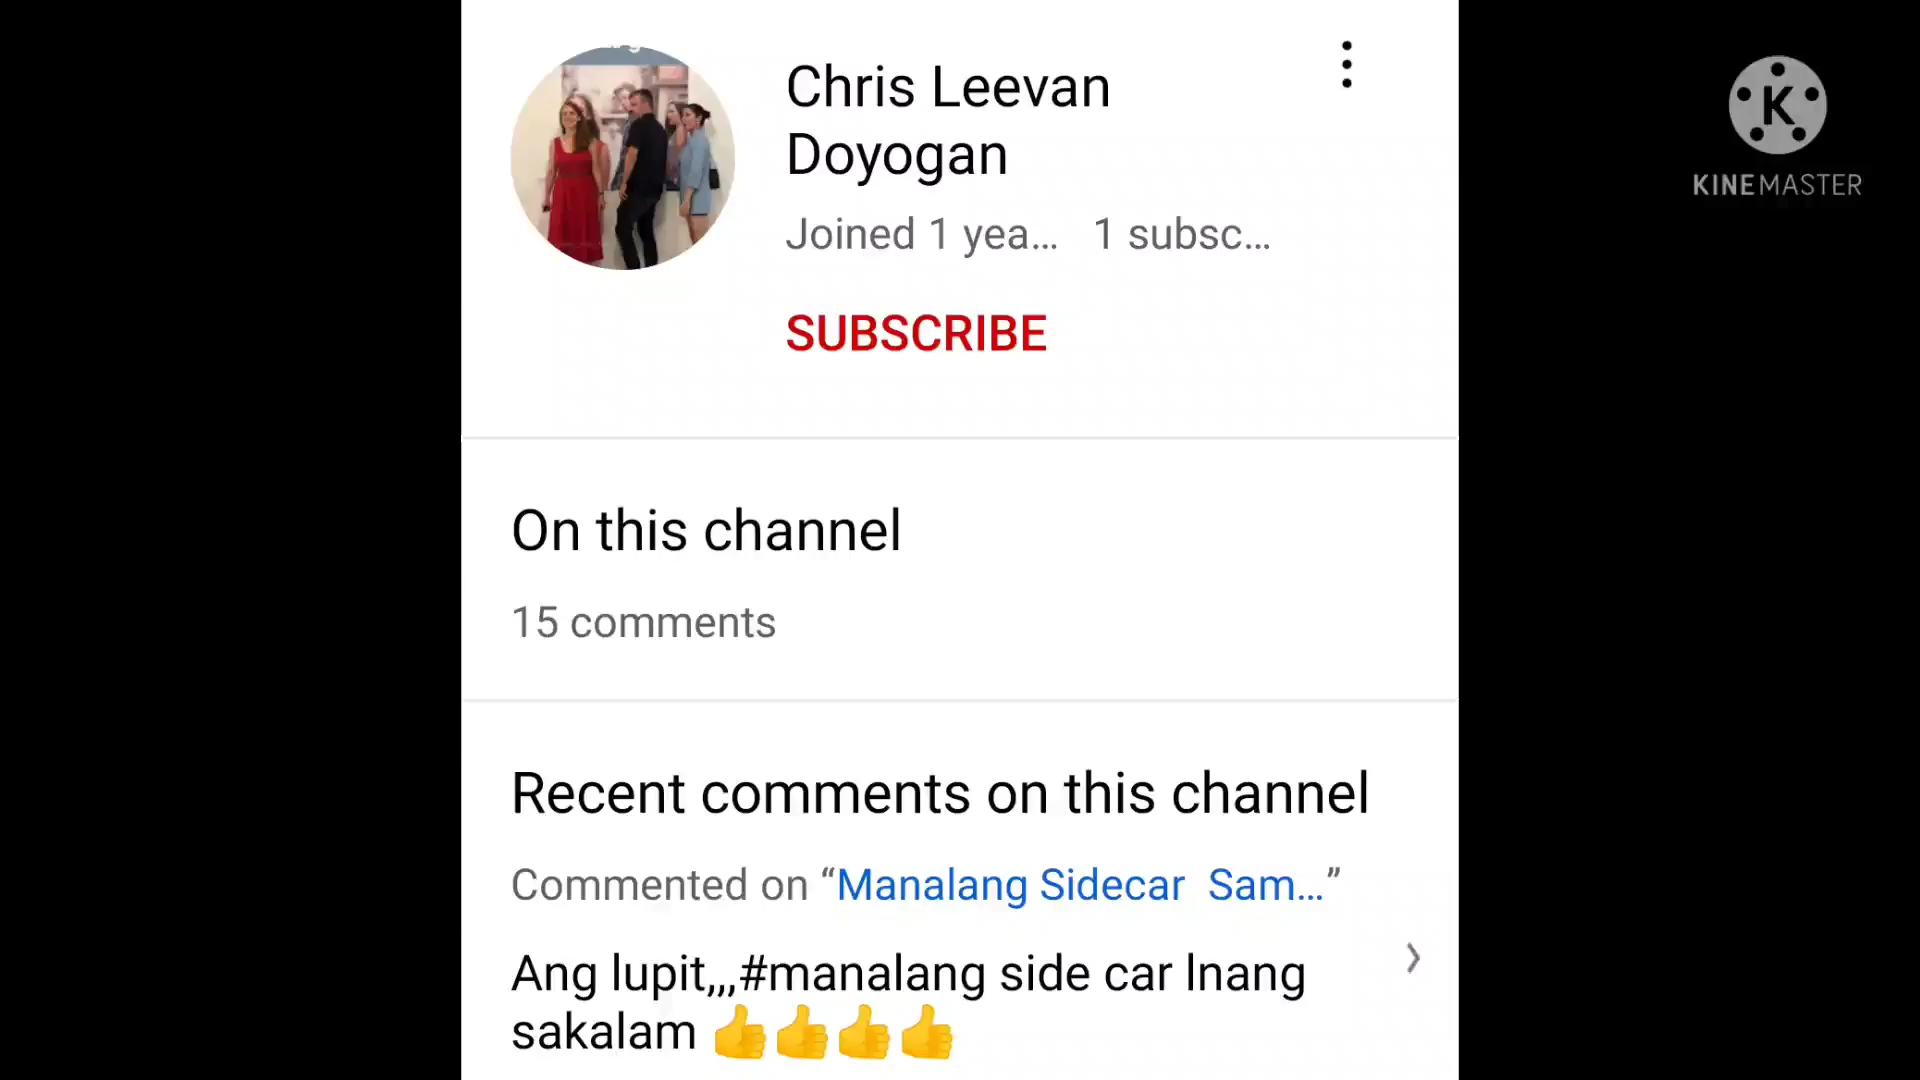 Chris Leevan
Doyogan
Joined 1 yea... 1 subsc...
SUBSCRIBE
K
KINEMASTER
On this channel
15 comments
Recent comments on this channel
Commented on “Manalang Sidecar Sam...”
Ang lupit,,,#manalang side car lnang
sakalam 👍👍👍👍